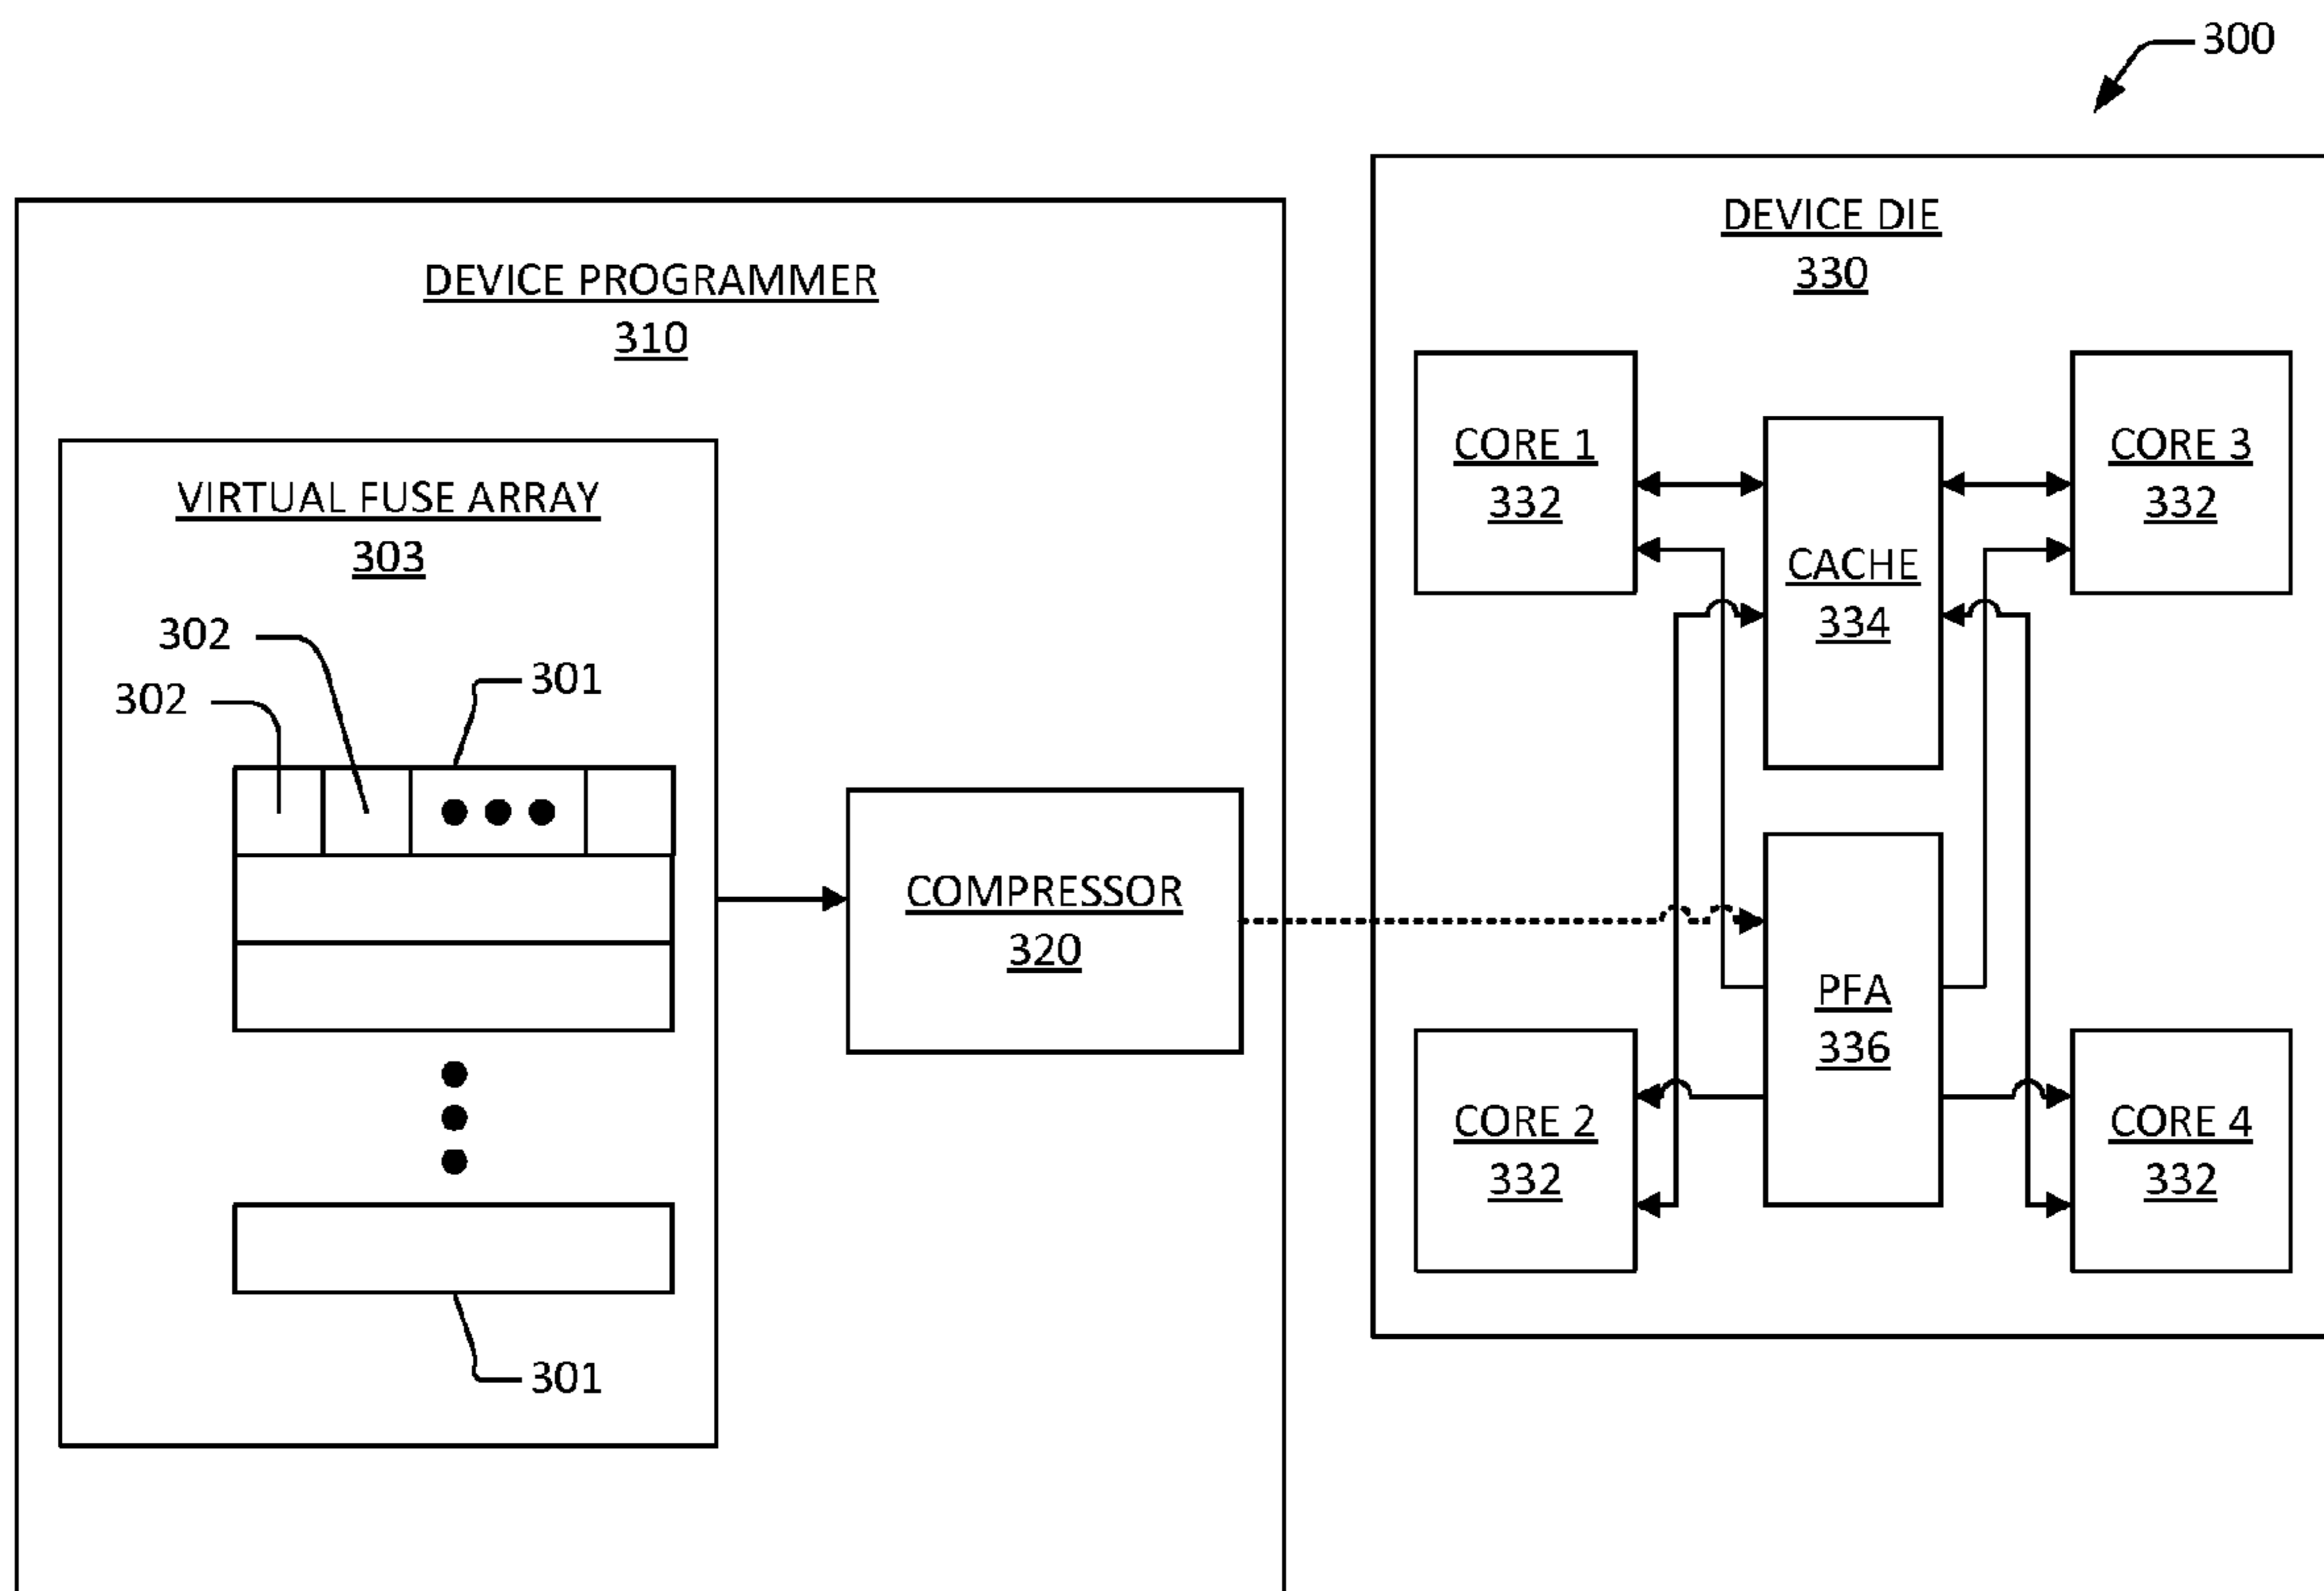 300
DEVICE PROGRAMMER
310
VIRTUAL FUSE ARRAY
303
302
302
301
301
COMPRESSOR
320
DEVICE DIE
330
CORE 1
332
CACHE
334
CORE 3
332
PFA
336
CORE 2
332
CORE 4
332